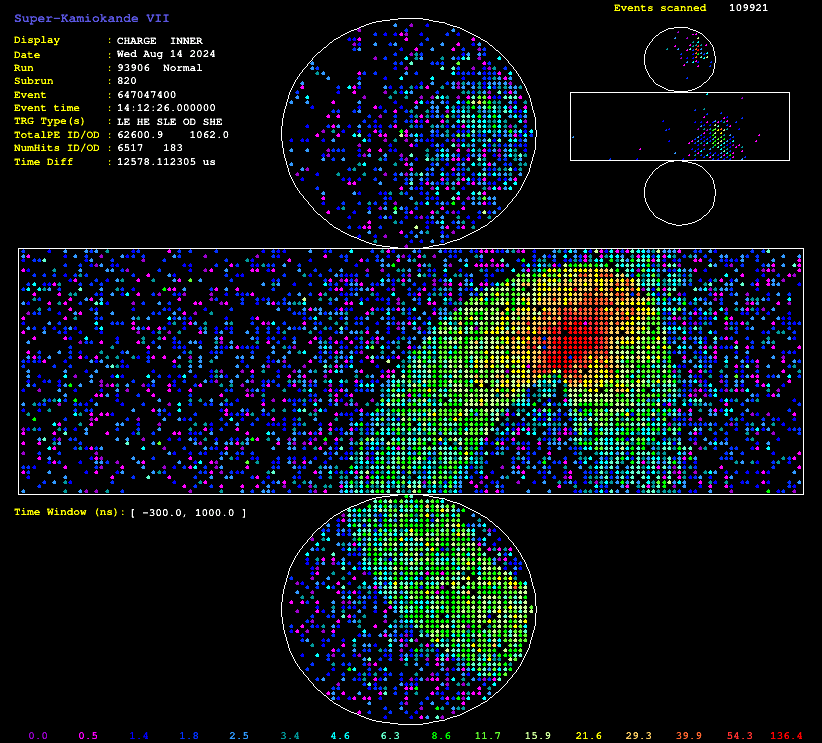 Events scanned 109921
Super-Kamiokande VII
Display : CHARGE INNER
Date : Wed Aug 14 2024
Run : 93906 Normal
Subrun : 820
Event : 647047400
Event time : 14:12:26.000000
TRG Type(s) : LE HE SLE OD SHE
TotalPE ID/OD : 62600.9 1062.0
NumHits ID/OD : 6517 183
Time Diff : 12578.112305 us
Time Window (ns): [ -300.0, 1000.0 ]
0.0 0.5 1.4 1.8 2.5 3.4 4.6 6.3 8.6 11.7 15.9 21.6 29.3 39.9 54.3 136.4